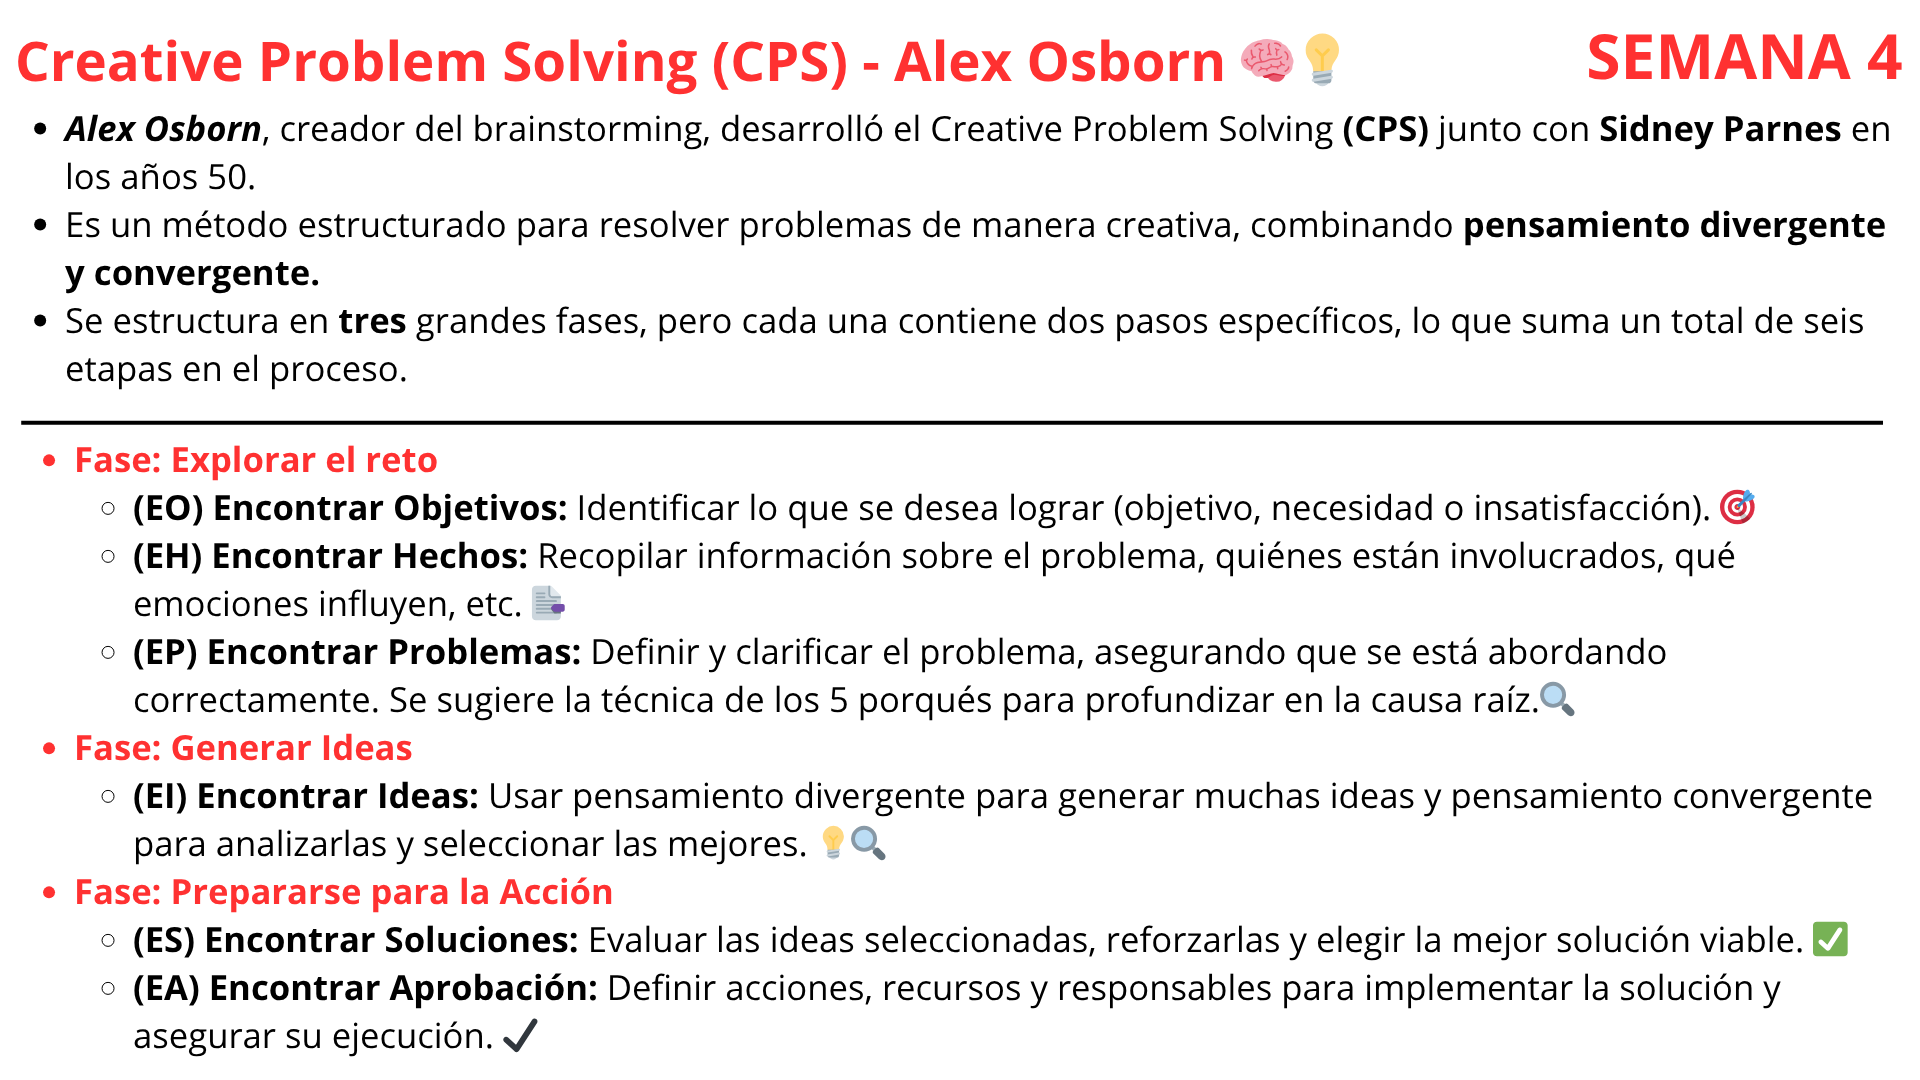 Creative Problem Solving (CPS) - Alex Osborn 🧠💡
SEMANA 4
• Alex Osborn, creador del brainstorming, desarrolló el Creative Problem Solving (CPS) junto con Sidney Parnes en
los años 50.
• Es un método estructurado para resolver problemas de manera creativa, combinando pensamiento divergente
y convergente.
• Se estructura en tres grandes fases, pero cada una contiene dos pasos específicos, lo que suma un total de seis
etapas en el proceso.
• Fase: Explorar el reto
○ (EO) Encontrar Objetivos: Identificar lo que se desea lograr (objetivo, necesidad o insatisfacción). 🎯
○ (EH) Encontrar Hechos: Recopilar información sobre el problema, quiénes están involucrados, qué
emociones influyen, etc.
○ (EP) Encontrar Problemas: Definir y clarificar el problema, asegurando que se está abordando
correctamente. Se sugiere la técnica de los 5 porqués para profundizar en la causa raíz.🔍
• Fase: Generar Ideas
○ (EI) Encontrar Ideas: Usar pensamiento divergente para generar muchas ideas y pensamiento convergente
para analizarlas y seleccionar las mejores. 💡🔍
• Fase: Prepararse para la Acción
○ (ES) Encontrar Soluciones: Evaluar las ideas seleccionadas, reforzarlas y elegir la mejor solución viable. ✅
○ (EA) Encontrar Aprobación: Definir acciones, recursos y responsables para implementar la solución y
asegurar su ejecución. ✔